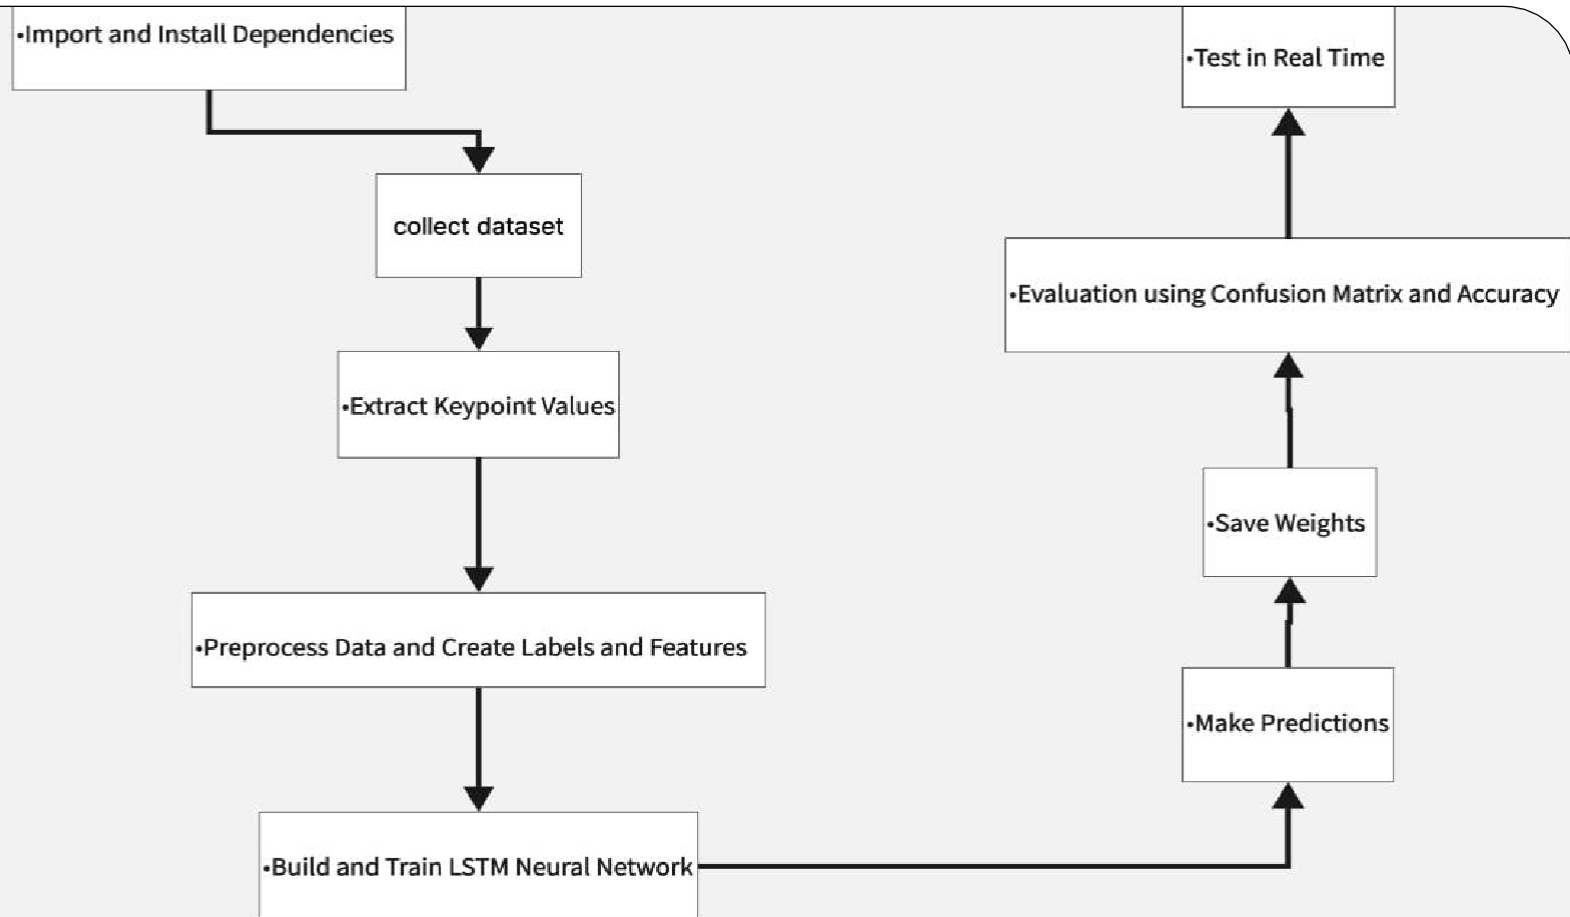 •Import and Install Dependencies
collect dataset
•Extract Keypoint Values
•Preprocess Data and Create Labels and Features
•Build and Train LSTM Neural Network
•Make Predictions
•Save Weights
•Evaluation using Confusion Matrix and Accuracy
•Test in Real Time